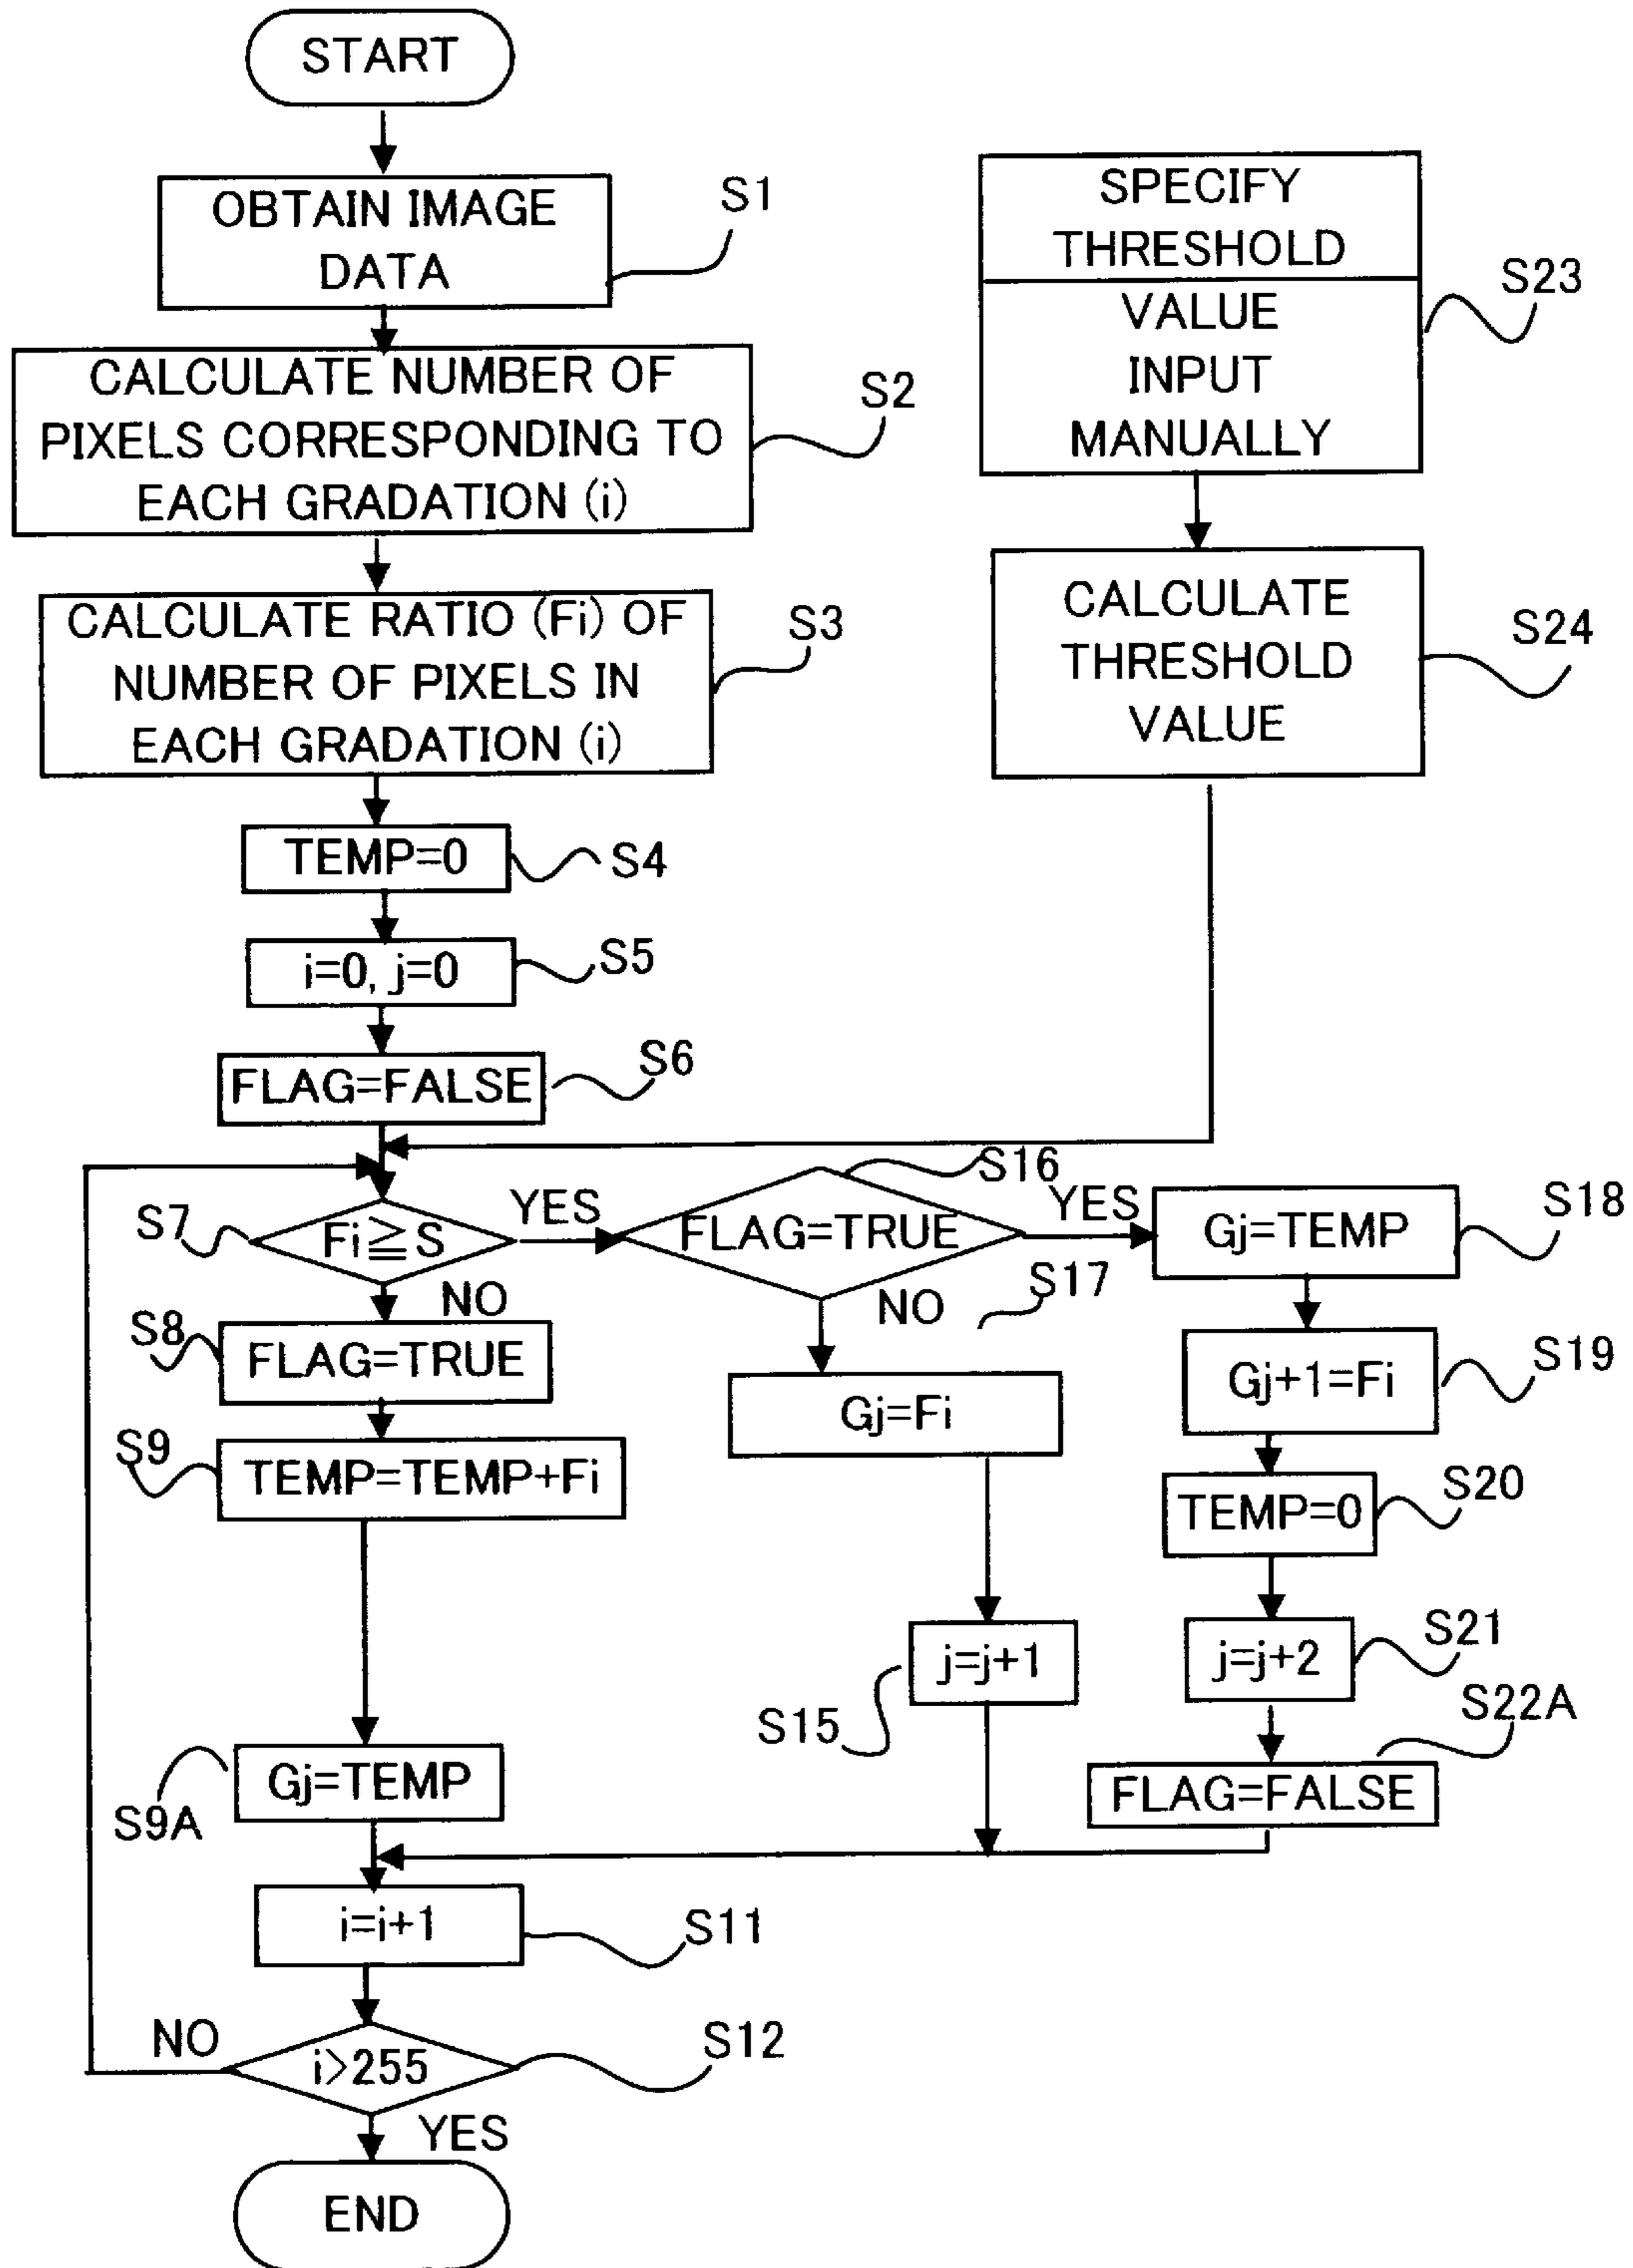 START
OBTAIN IMAGE
DATA
S1
CALCULATE NUMBER OF
PIXELS CORRESPONDING TO
EACH GRADATION (i)
S2
CALCULATE RATIO (Fi) OF
NUMBER OF PIXELS IN
EACH GRADATION (i)
S3
SPECIFY
THRESHOLD
VALUE
INPUT
MANUALLY
S23
CALCULATE
THRESHOLD
VALUE
S24
TEMP=0
S4
i=0, j=0
S5
FLAG=FALSE
S6
S7
Fi≧S
YES
NO
S16
FLAG=TRUE
YES
NO
S17
Gj=TEMP
S18
S8
FLAG=TRUE
Gj=Fi
Gj+1=Fi
S19
S9
TEMP=TEMP+Fi
TEMP=0
S20
j=j+1
S15
j=j+2
S21
S22A
FLAG=FALSE
Gj=TEMP
S9A
i=i+1
S11
NO
i>255
S12
YES
END